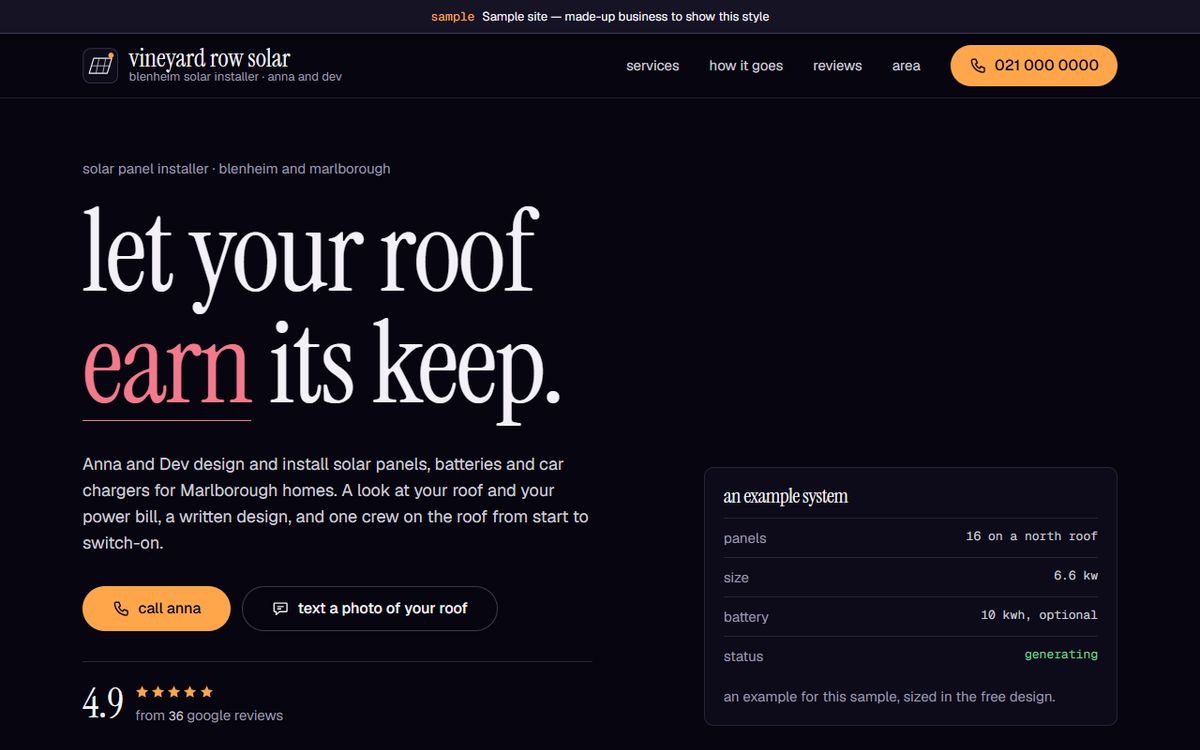 sample Sample site — made-up business to show this style
vineyard row solar
blenheim solar installer · anna and dev
services how it goes reviews area 021 000 0000
solar panel installer · blenheim and marlborough
let your roof
earn its keep.
Anna and Dev design and install solar panels, batteries and car
chargers for Marlborough homes. A look at your roof and your
power bill, a written design, and one crew on the roof from start to
switch-on.
call anna text a photo of your roof
4.9
from 36 google reviews
an example system
panels 16 on a north roof
size 6.6 kw
battery 10 kwh, optional
status generating
an example for this sample, sized in the free design.